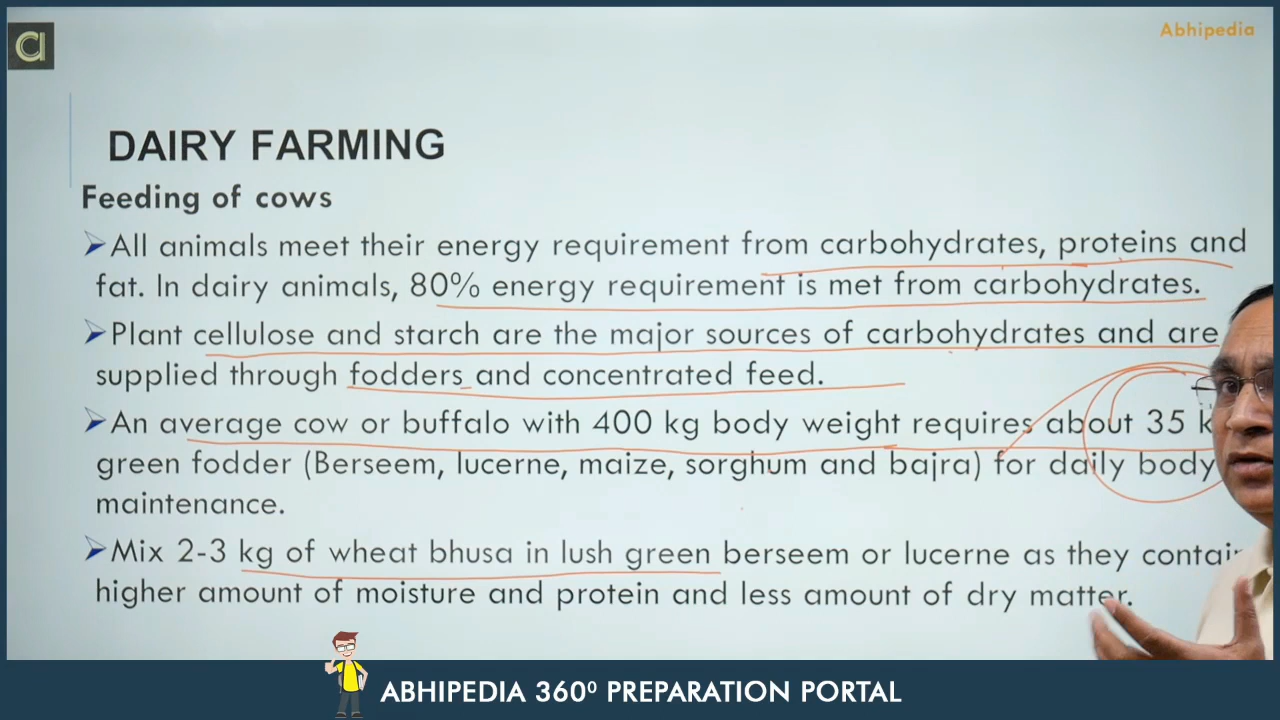 Abhipedia
DAIRY FARMING
Feeding of cows
➢All animals meet their energy requirement from carbohydrates, proteins and
fat. In dairy animals, 80% energy requirement is met from carbohydrates.
➢Plant cellulose and starch are the major sources of carbohydrates and are
supplied through fodders and concentrated feed.
➢An average cow or buffalo with 400 kg body weight requires about 35
green fodder (Berseem, lucerne, maize, sorghum and bajra) for daily body
maintenance.
➢Mix 2-3 kg of wheat bhusa in lush green berseem or lucerne as they
higher amount of moisture and protein and less amount of dry matter.
ABHIPEDIA 360⁰ PREPARATION PORTAL